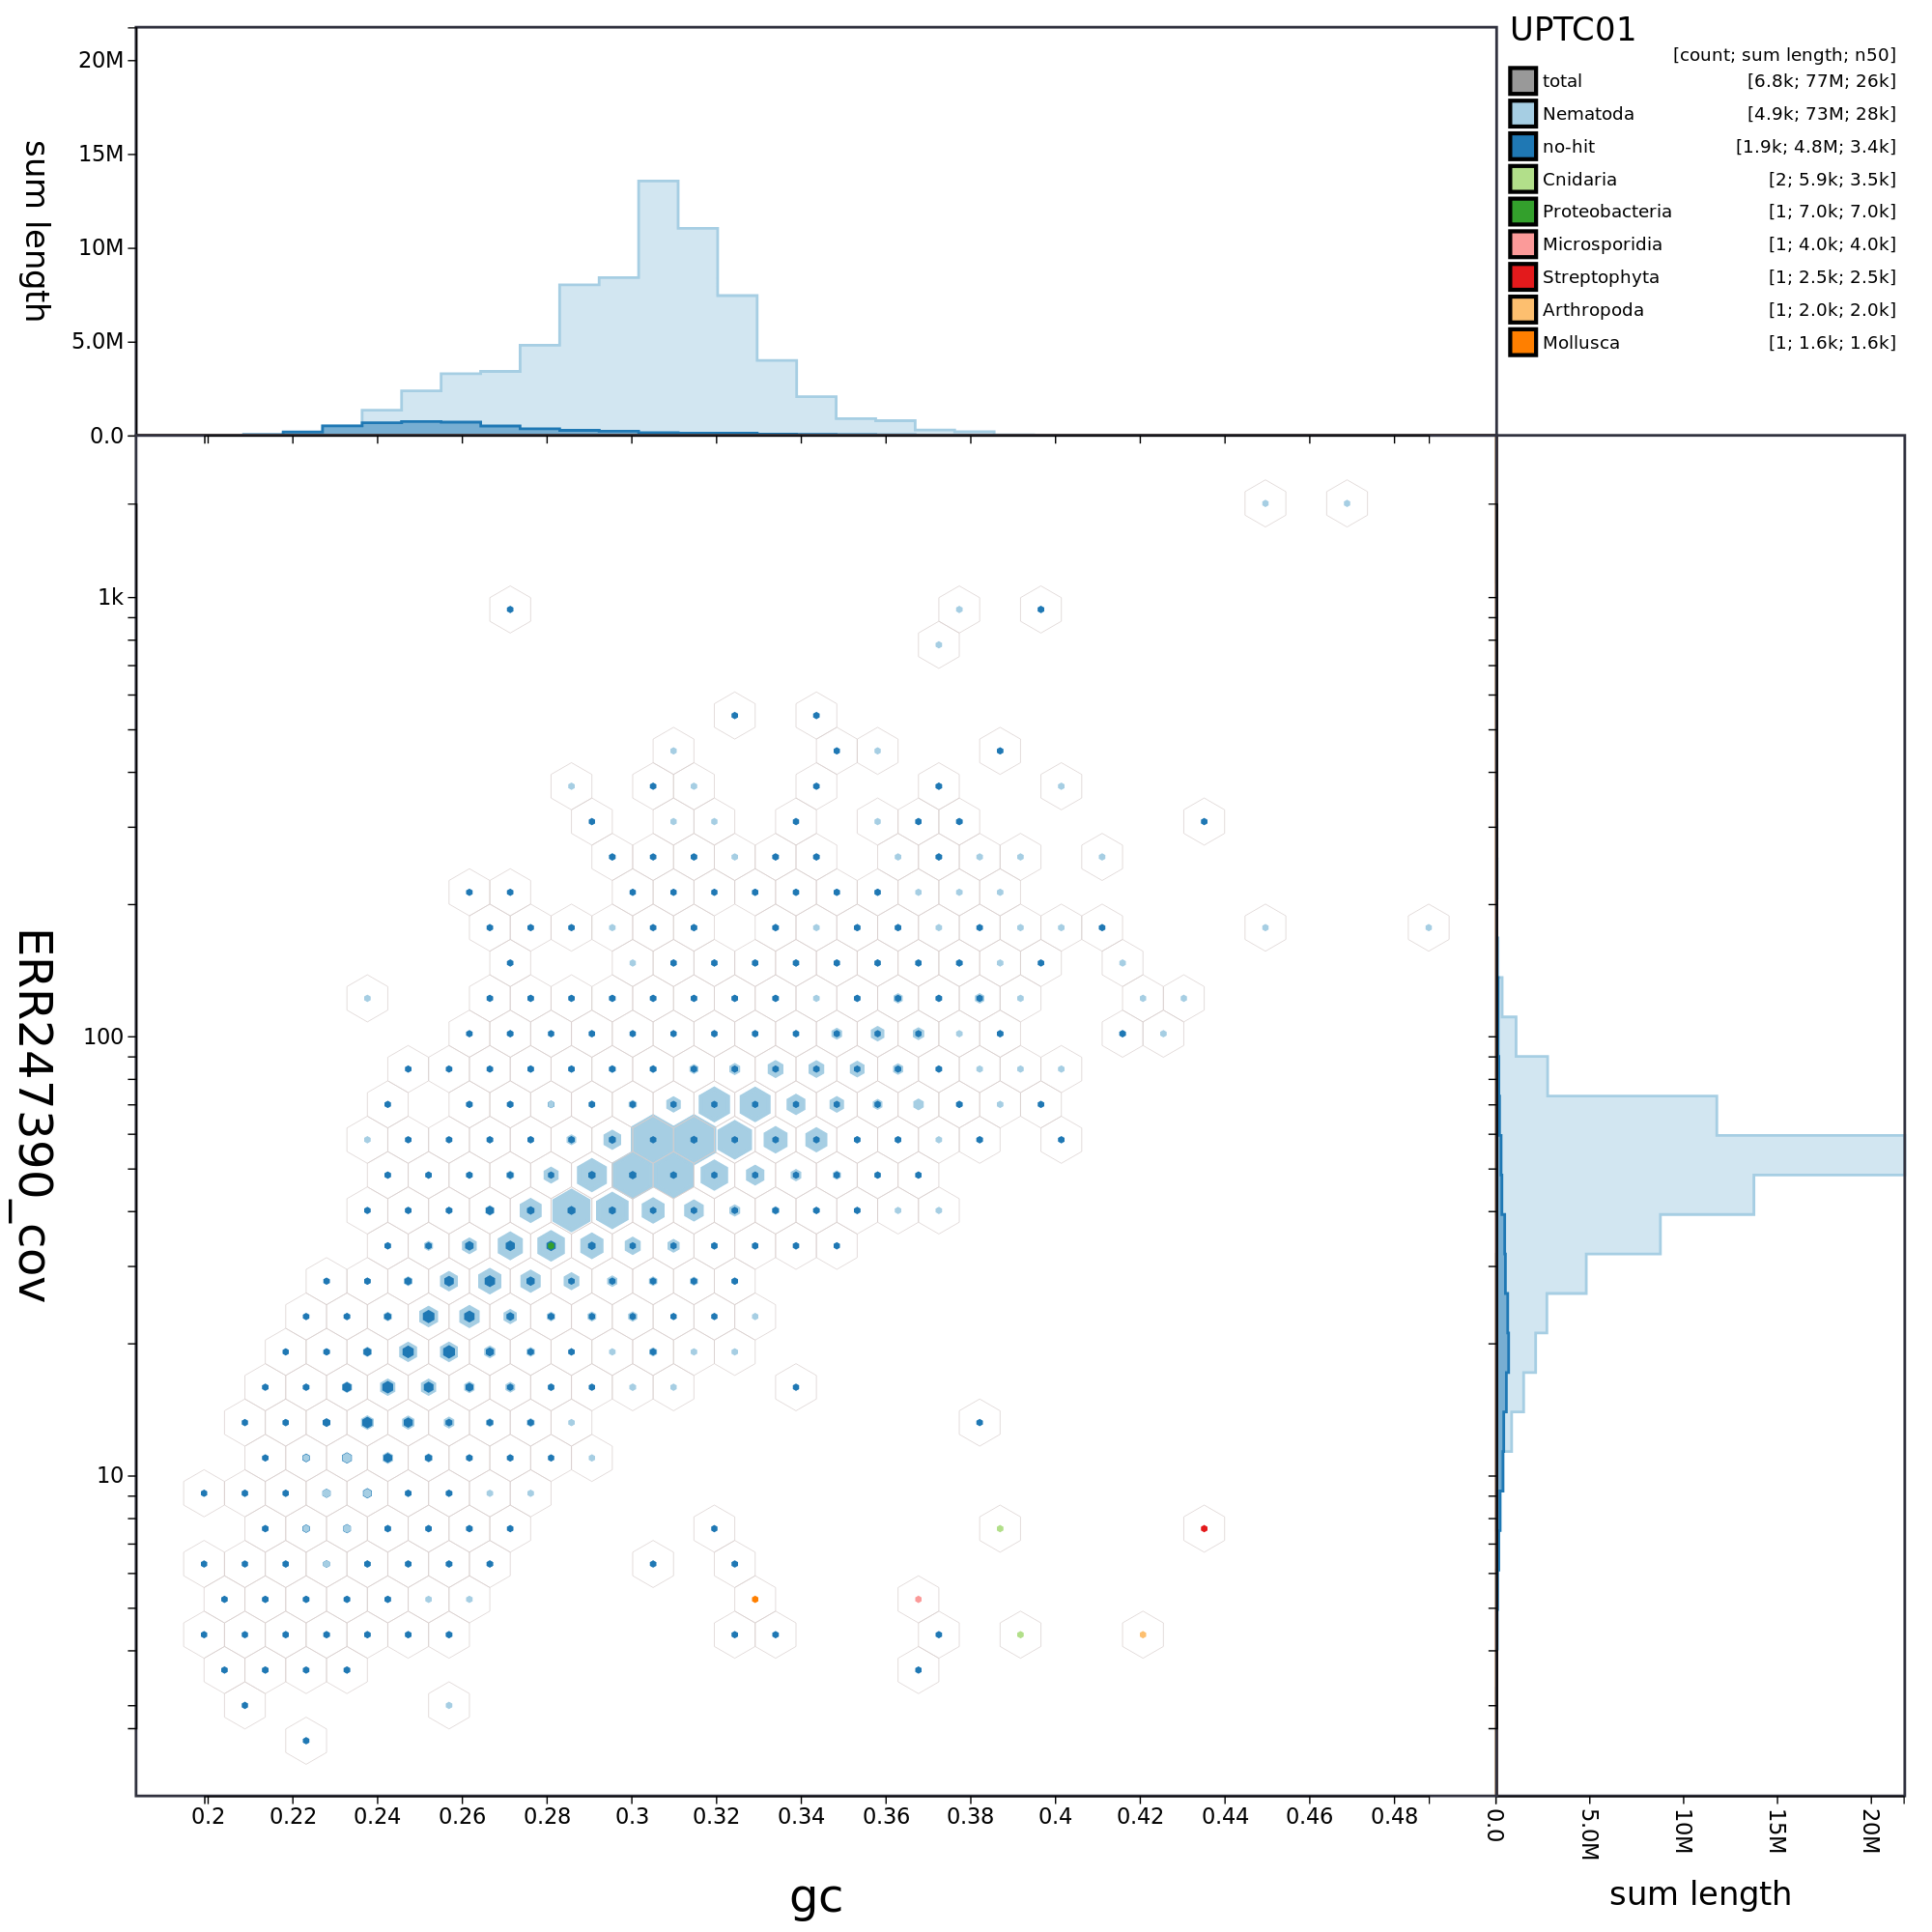 UPTC01
[count; sum length; n50]
total [6.8k; 77M; 26k]
Nematoda [4.9k; 73M; 28k]
no-hit [1.9k; 4.8M; 3.4k]
Cnidaria [2; 5.9k; 3.5k]
Proteobacteria [1; 7.0k; 7.0k]
Microsporidia [1; 4.0k; 4.0k]
Streptophyta [1; 2.5k; 2.5k]
Arthropoda [1; 2.0k; 2.0k]
Mollusca [1; 1.6k; 1.6k]
sum length
20M
15M
10M
5.0M
0.0
ERR247390_cov
1k
100
10
0.2 0.22 0.24 0.26 0.28 0.3 0.32 0.34 0.36 0.38 0.4 0.42 0.44 0.46 0.48
gc
0.0 5.0M 10M 15M 20M
sum length